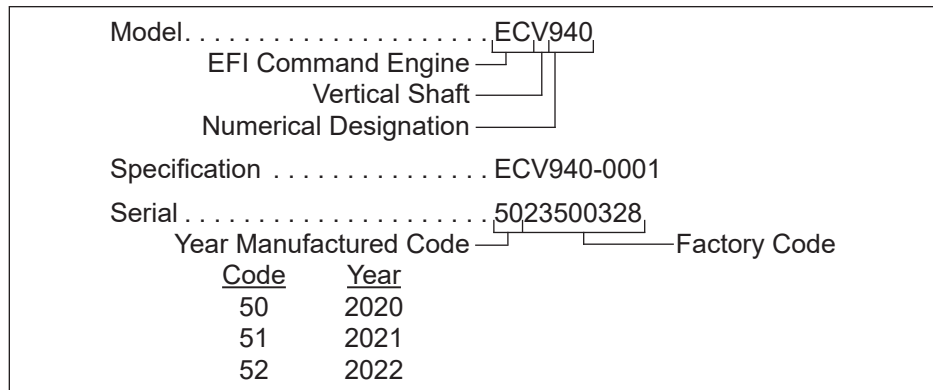 Model. . . . . . . . . . . . . . . . . . . . . . ECV940
EFI Command Engine
Vertical Shaft
Numerical Designation
Specification . . . . . . . . . . . . . . . ECV940-0001
Serial . . . . . . . . . . . . . . . . . . . . . . 5023500328
Year Manufactured Code Factory Code
Code Year
50 2020
51 2021
52 2022